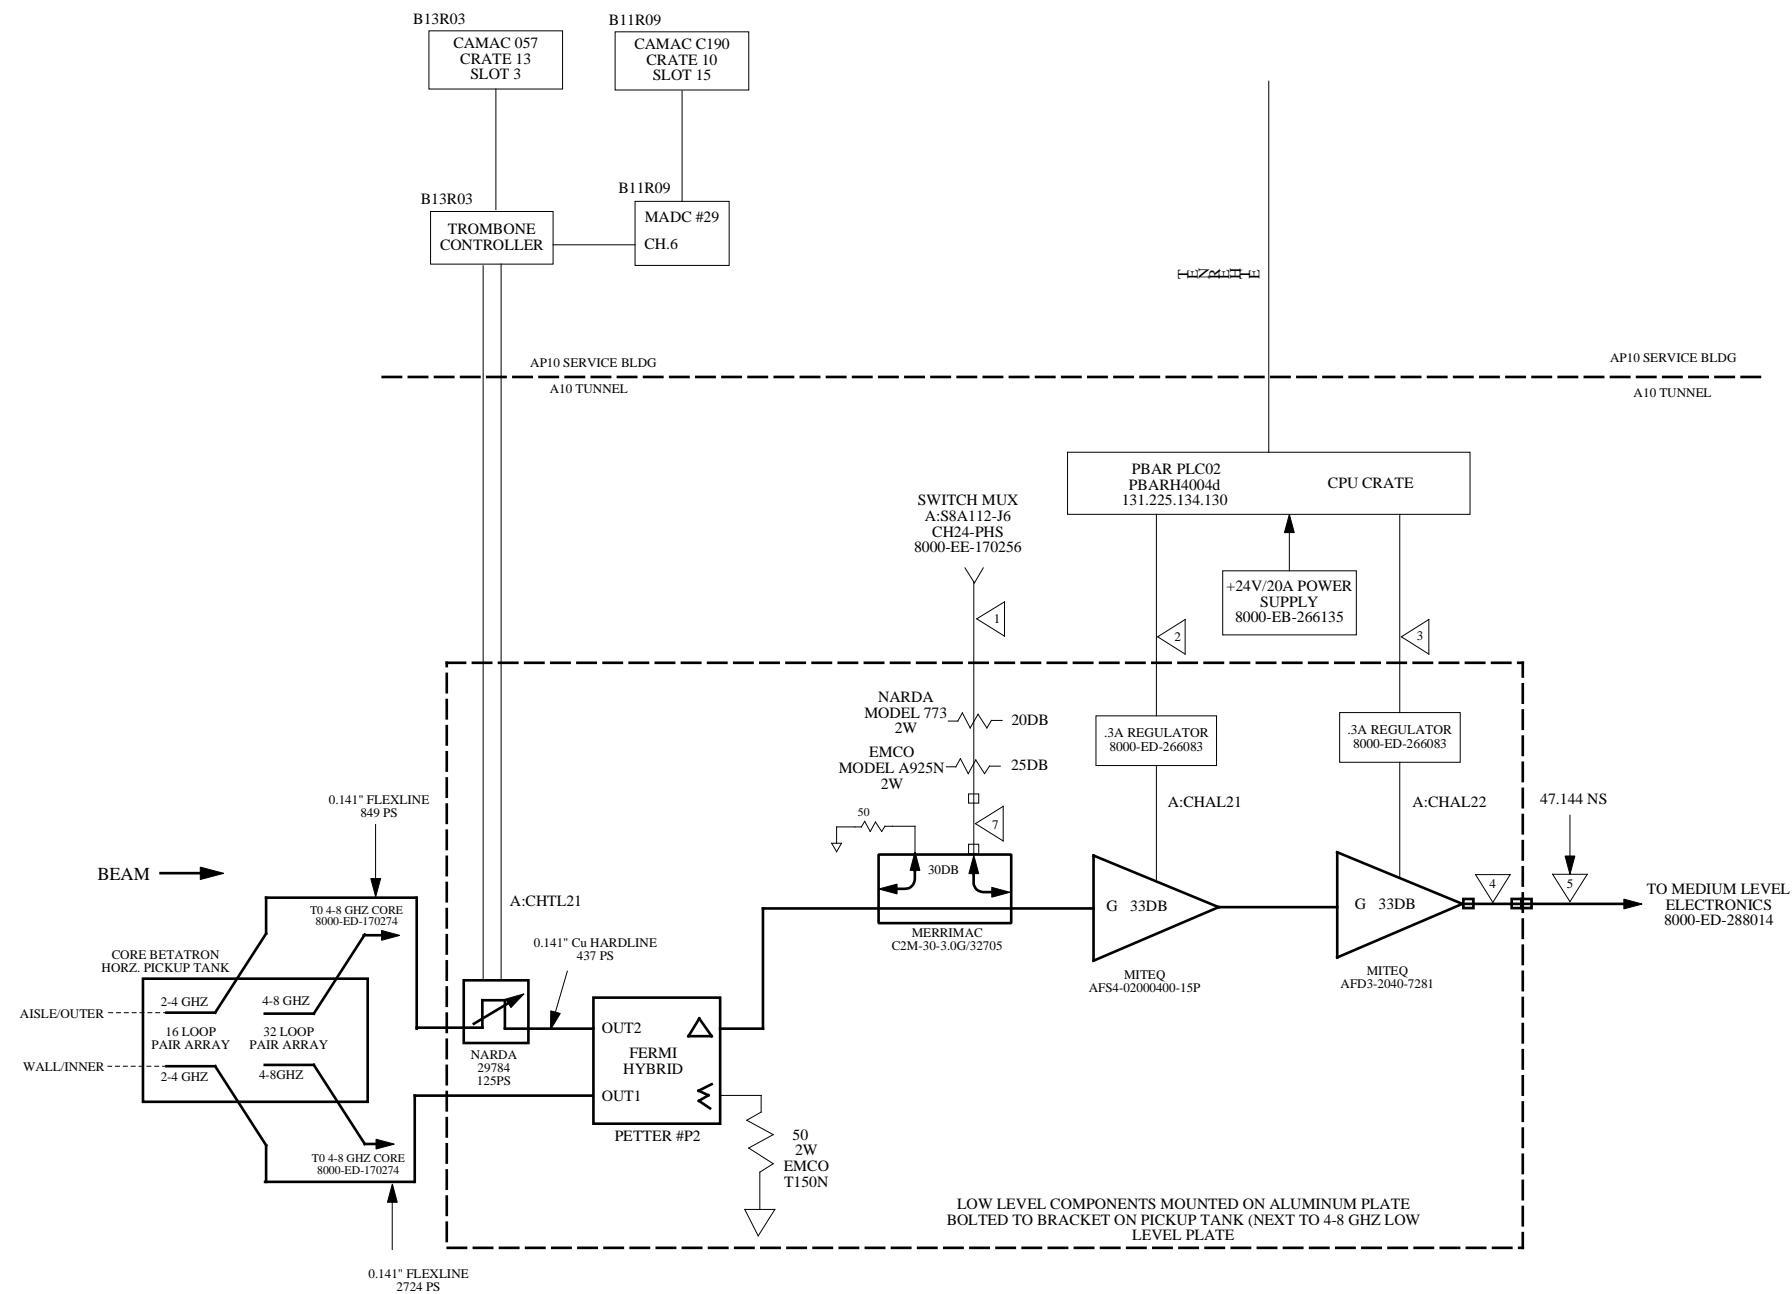 B13R03
CAMAC 057
CRATE 13
SLOT 3
B11R09
CAMAC C190
CRATE 10
SLOT 15
B13R03
TROMBONE
CONTROLLER
B11R09
MADC #29
CH.6
AP10 SERVICE BLDG
A10 TUNNEL
AP10 SERVICE BLDG
A10 TUNNEL
PBAR PLC02
PBARH4004d
131.225.134.130
CPU CRATE
SWITCH MUX
A:S8A112-J6
CH24-PHS
8000-EE-170256
+24V/20A POWER
SUPPLY
8000-EB-266135
1
2
3
NARDA
MODEL 773
2W
20DB
EMCO
MODEL A925N
2W
25DB
.3A REGULATOR
8000-ED-266083
.3A REGULATOR
8000-ED-266083
A:CHAL21
A:CHAL22
47.144 NS
0.141" FLEXLINE
849 PS
50
7
30DB
MERRIMAC
C2M-30-3.0G/32705
G 33DB
MITEQ
AFS4-02000400-15P
G 33DB
MITEQ
AFD3-2040-7281
4
5
TO MEDIUM LEVEL
ELECTRONICS
8000-ED-288014
BEAM
A:CHTL21
T0 4-8 GHZ CORE
8000-ED-170274
0.141" Cu HARDLINE
437 PS
CORE BETATRON
HORZ. PICKUP TANK
AISLE/OUTER
2-4 GHZ
4-8 GHZ
16 LOOP
PAIR ARRAY
32 LOOP
PAIR ARRAY
WALL/INNER
2-4 GHZ
4-8GHZ
NARDA
29784
125PS
OUT2
FERMI
HYBRID
OUT1
PETTER #P2
50
2W
EMCO
T150N
T0 4-8 GHZ CORE
8000-ED-170274
LOW LEVEL COMPONENTS MOUNTED ON ALUMINUM PLATE
BOLTED TO BRACKET ON PICKUP TANK (NEXT TO 4-8 GHZ LOW
LEVEL PLATE
0.141" FLEXLINE
2724 PS